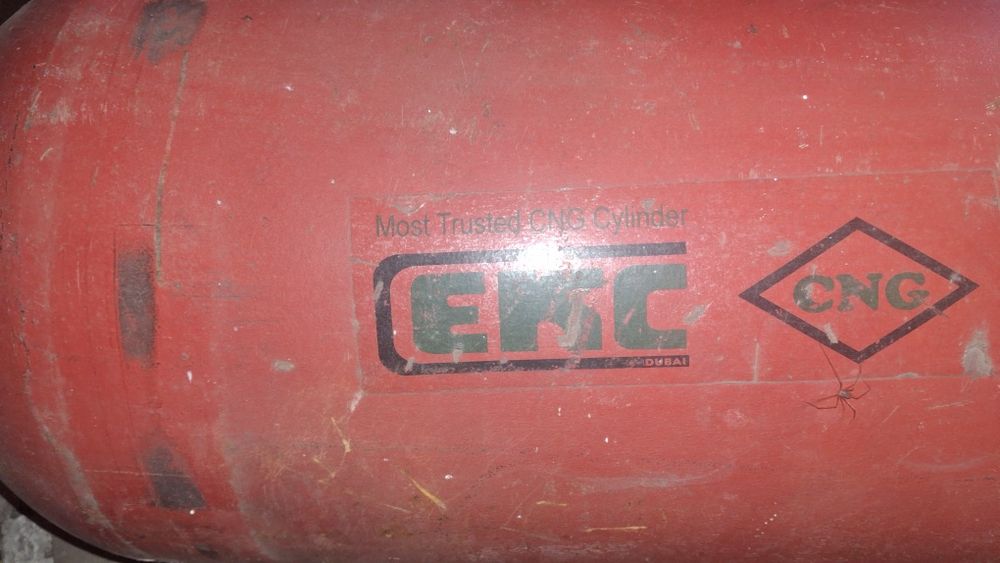 Most Trusted CNG Cylinder
EKC
DUBAI
CNG